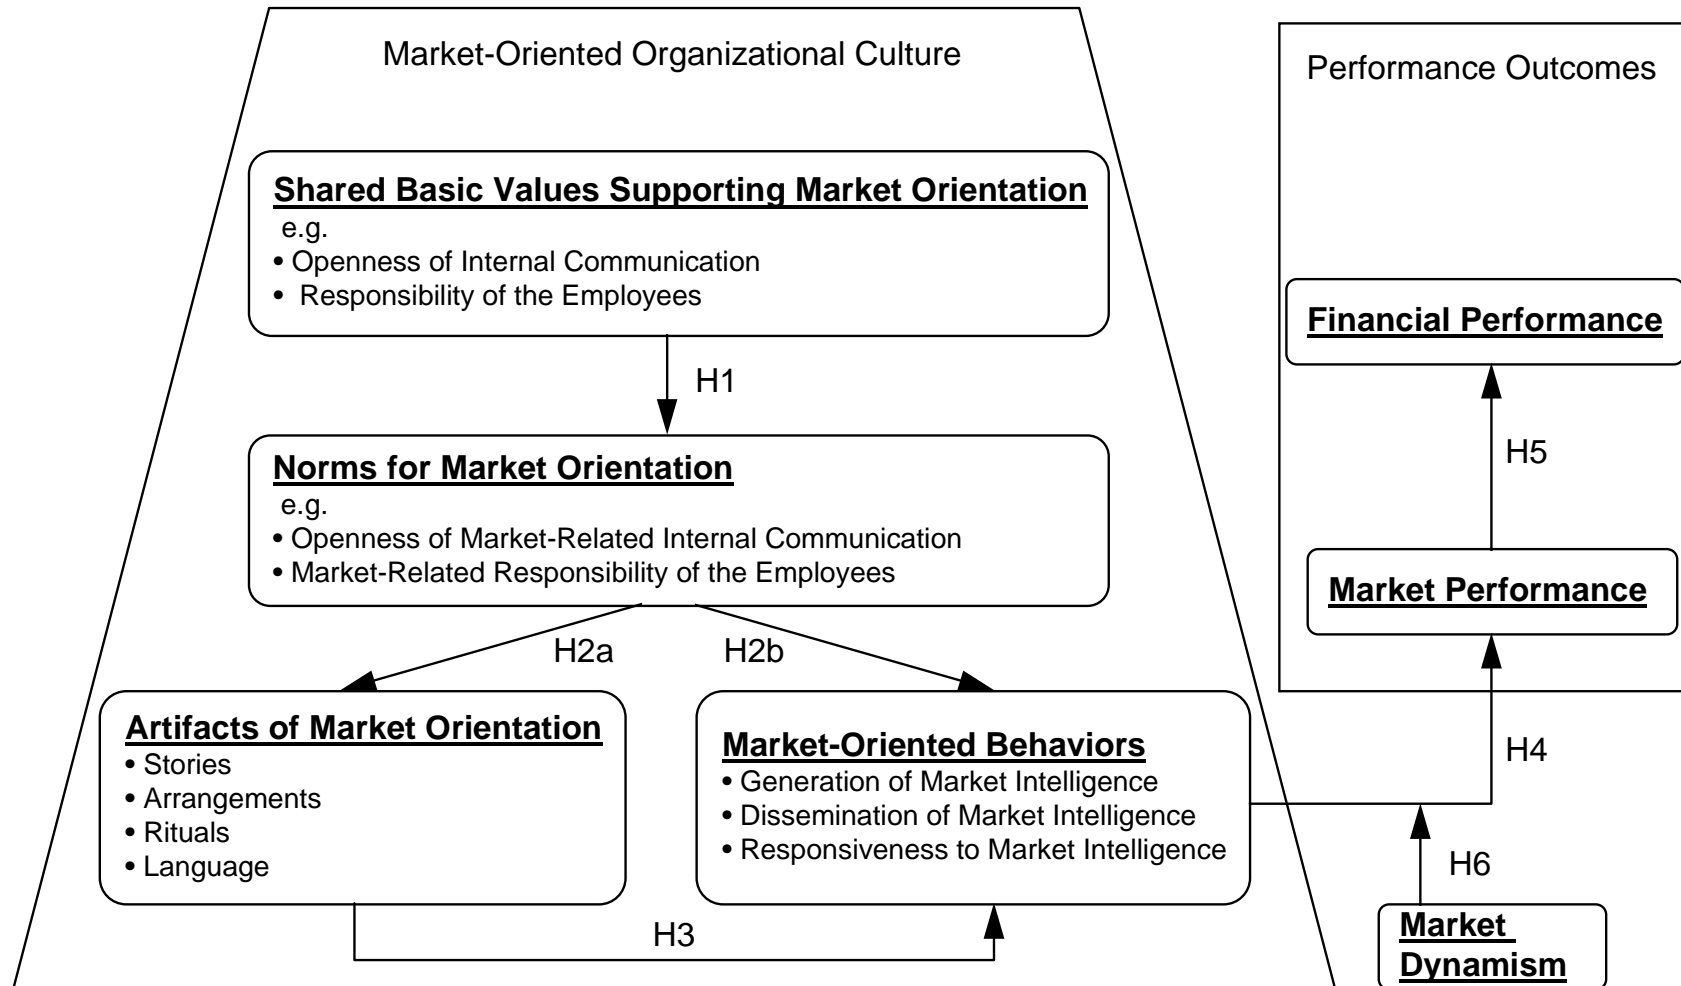 Market-Oriented Organizational Culture
Shared Basic Values Supporting Market Orientation
e.g.
• Openness of Internal Communication
• Responsibility of the Employees
H1
Norms for Market Orientation
e.g.
• Openness of Market-Related Internal Communication
• Market-Related Responsibility of the Employees
H2a
H2b
Artifacts of Market Orientation
• Stories
• Arrangements
• Rituals
• Language
Market-Oriented Behaviors
• Generation of Market Intelligence
• Dissemination of Market Intelligence
• Responsiveness to Market Intelligence
H3
Performance Outcomes
Financial Performance
H5
Market Performance
H4
H6
Market
Dynamism